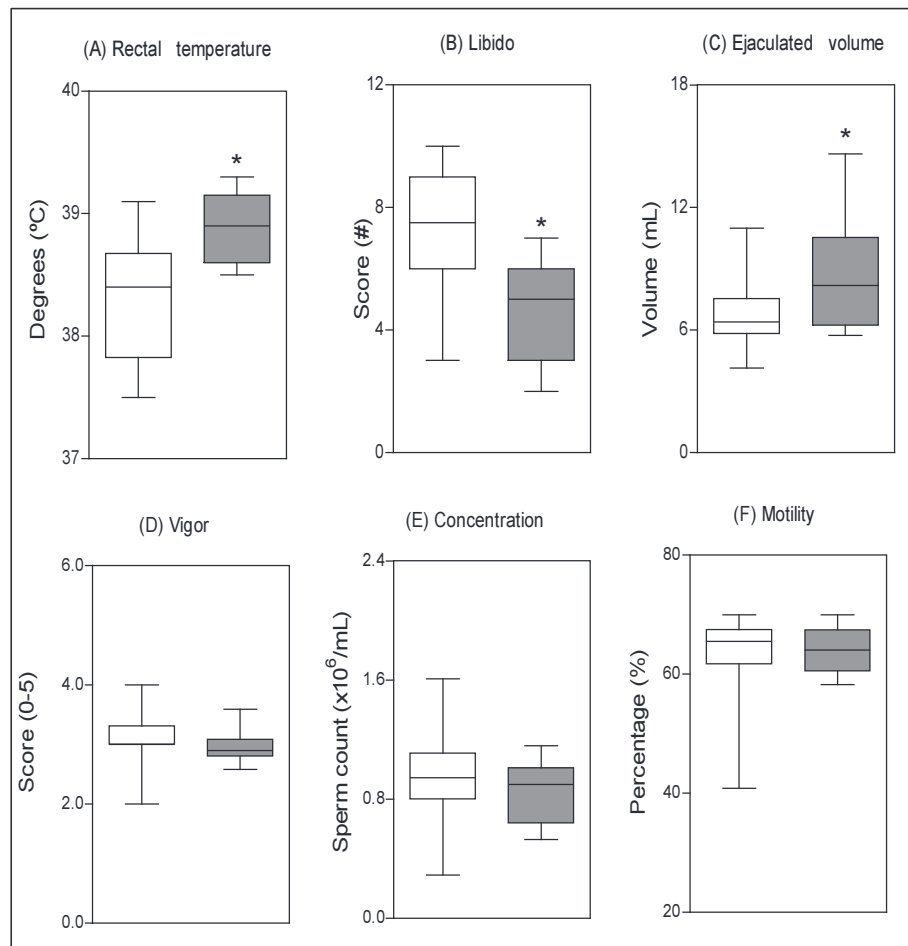 (A) Rectal temperature
(B) Libido
(C) Ejaculated volume
40
39
38
37
Degrees (ºC)
*
12
8
4
0
Score (#)
*
18
12
6
0
Volume (mL)
*
(D) Vigor
(E) Concentration
(F) Motility
6.0
4.0
2.0
0.0
Score (0-5)
2.4
1.6
0.8
0.0
Sperm count (x10⁶/mL)
80
60
40
20
Percentage (%)